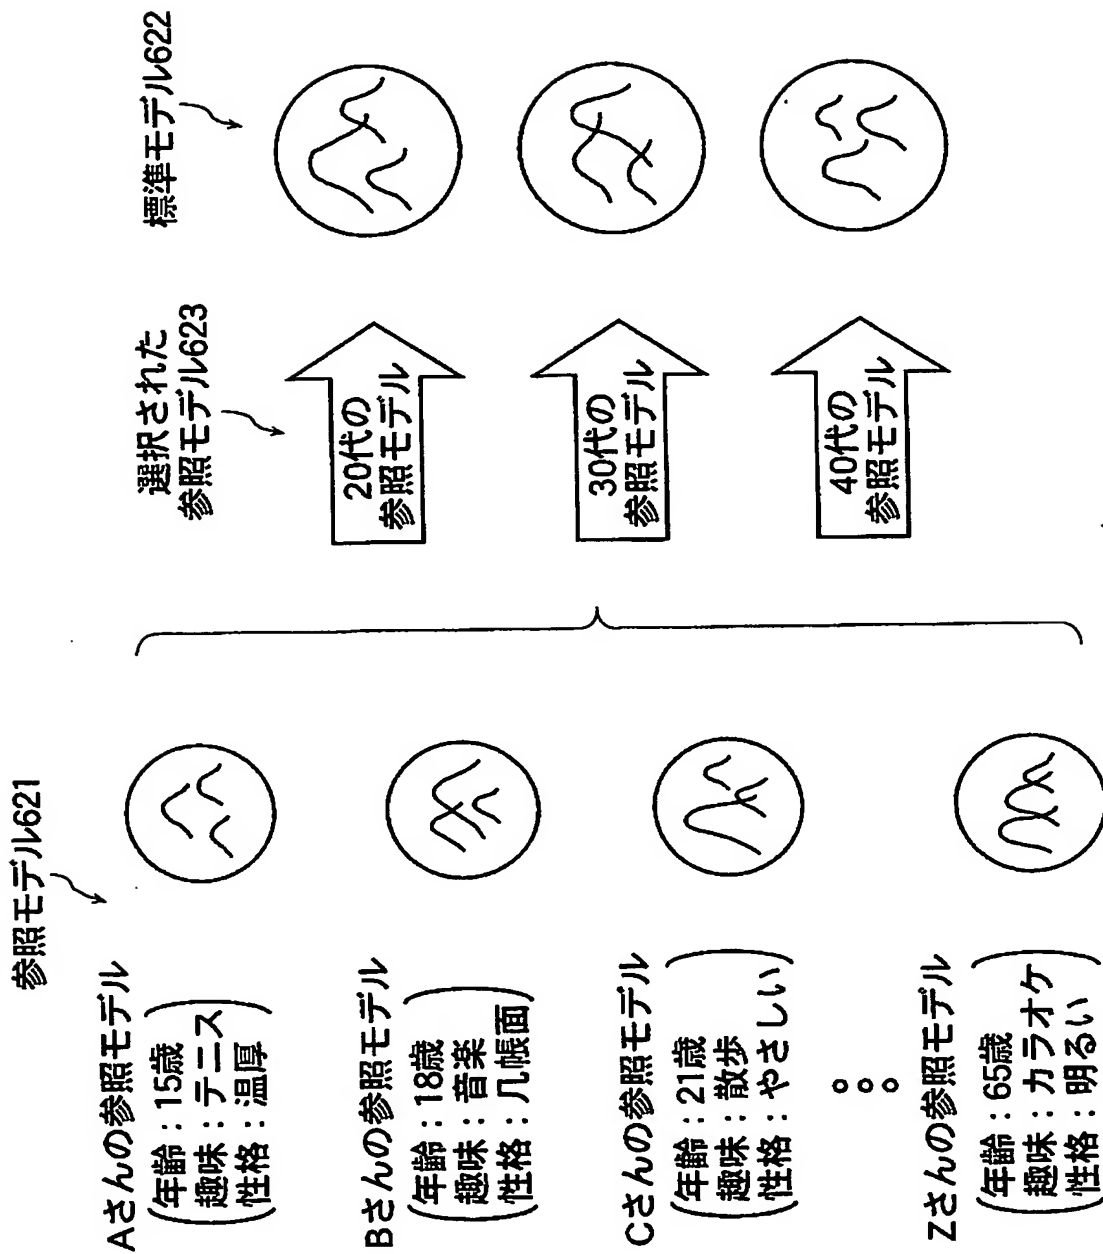 参照モデル621
Aさんの参照モデル
年齢：15歳
趣味：テニス
性格：温厚
Bさんの参照モデル
年齢：18歳
趣味：音楽
性格：几帳面
Cさんの参照モデル
年齢：21歳
趣味：散歩
性格：やさしい
Zさんの参照モデル
年齢：65歳
趣味：カラオケ
性格：明るい
選択された
参照モデル623
20代の
参照モデル
30代の
参照モデル
40代の
参照モデル
標準モデル622